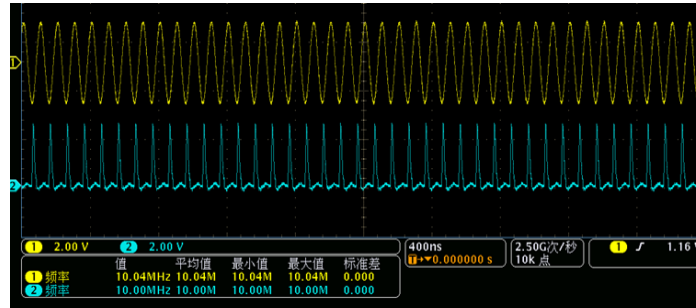 1
2
1 2.00 V 2 2.00 V 400ns 2.50G次/秒 1 1.16 V
T→▼0.000000 s 10k 点
值 平均值 最小值 最大值 标准差
1 频率 10.04MHz 10.04M 10.04M 10.04M 0.000
2 频率 10.00MHz 10.00M 10.00M 10.00M 0.000